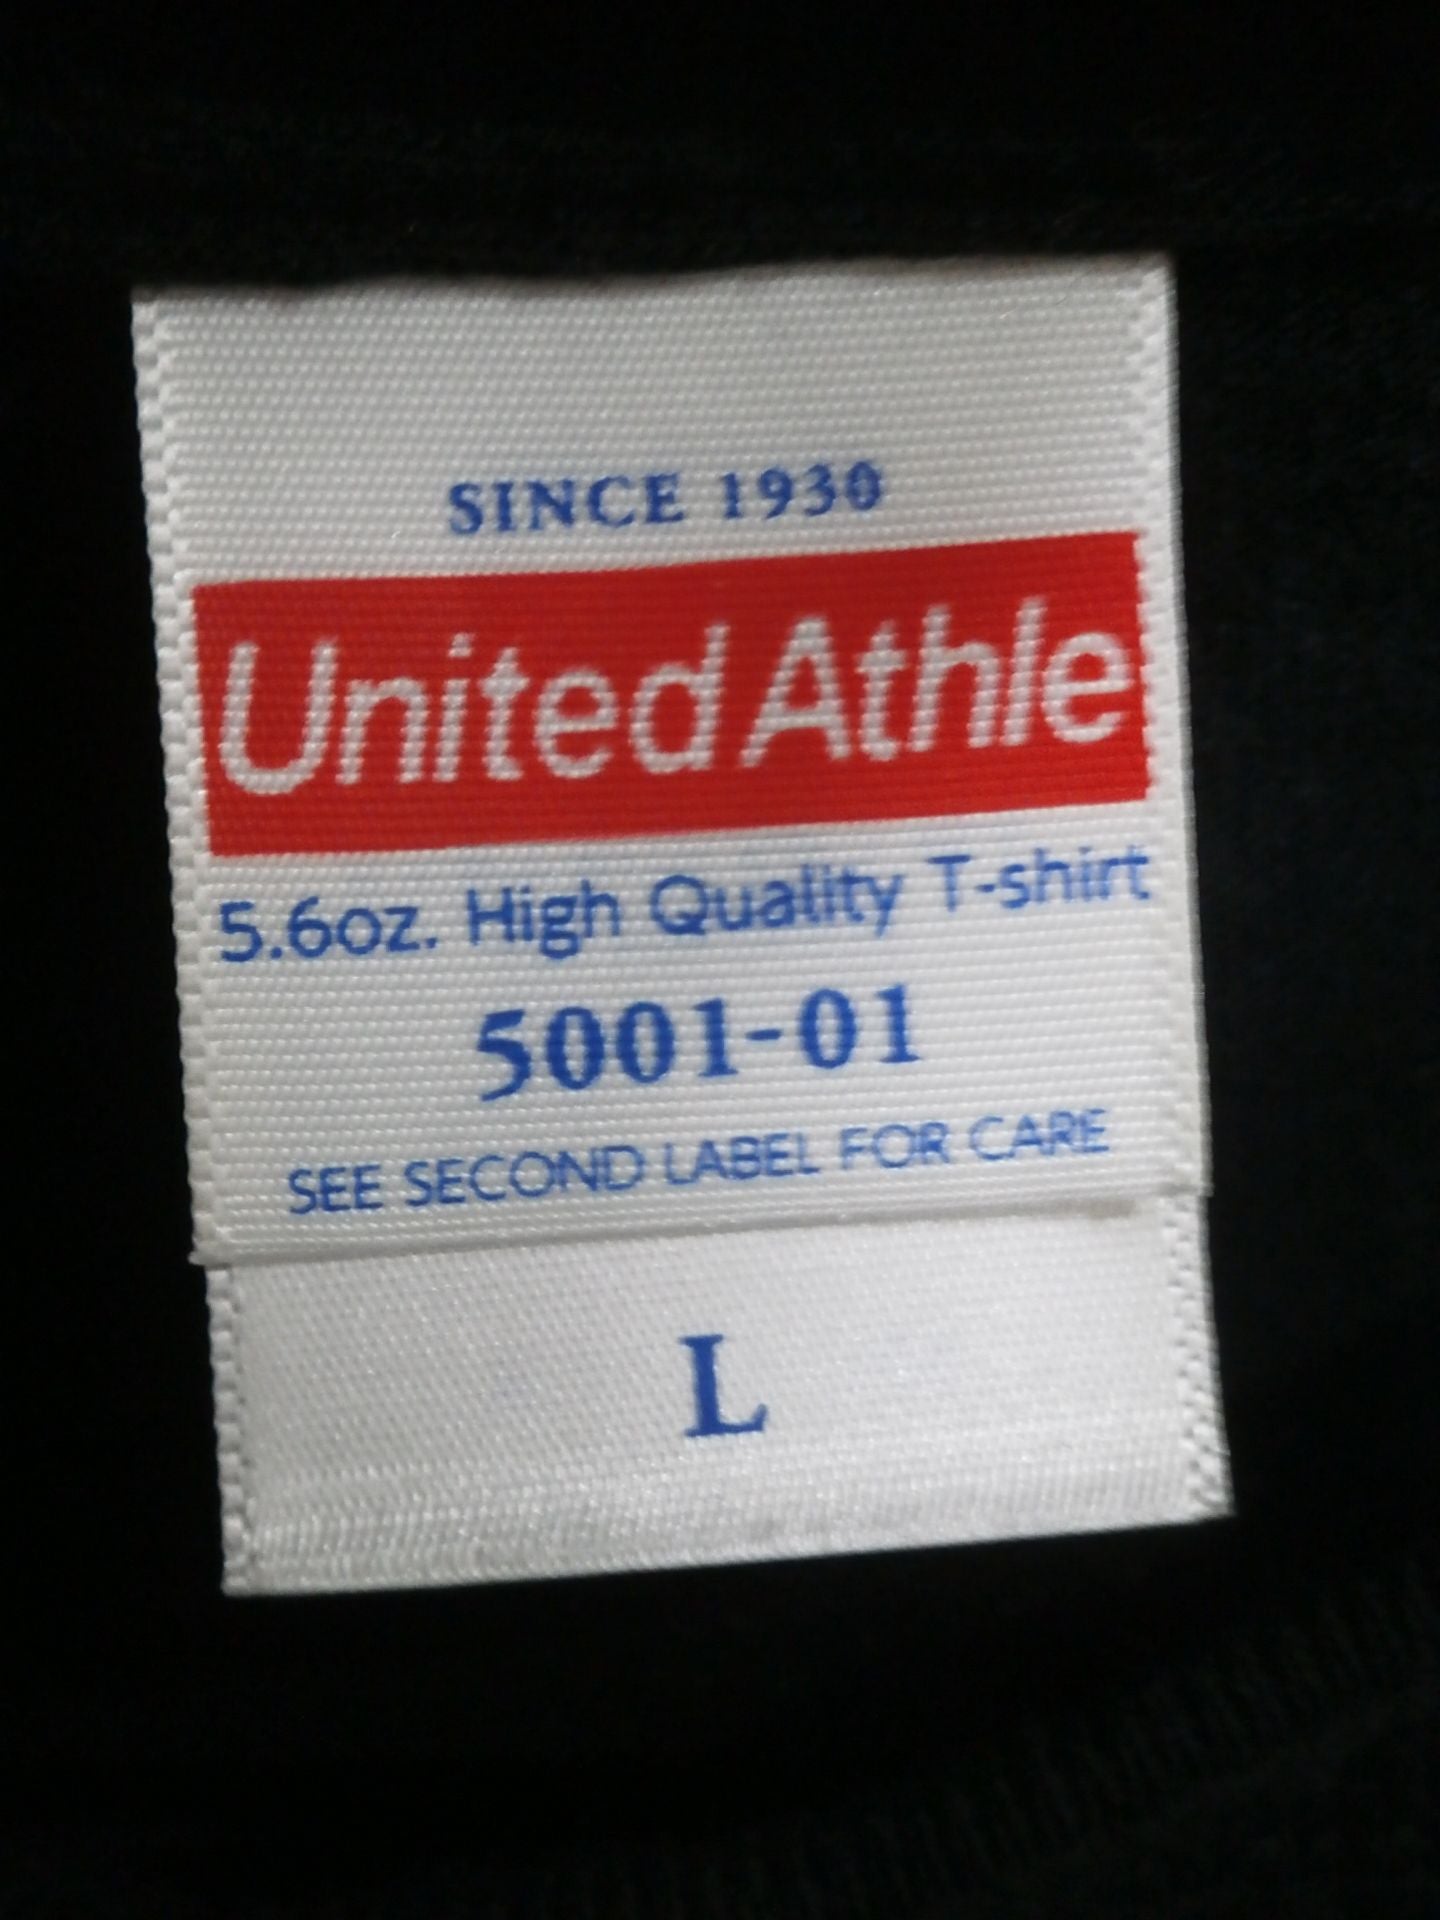 SINCE 1930
United Athle
5.6oz. High Quality T-shirt
5001-01
SEE SECOND LABEL FOR CARE
L